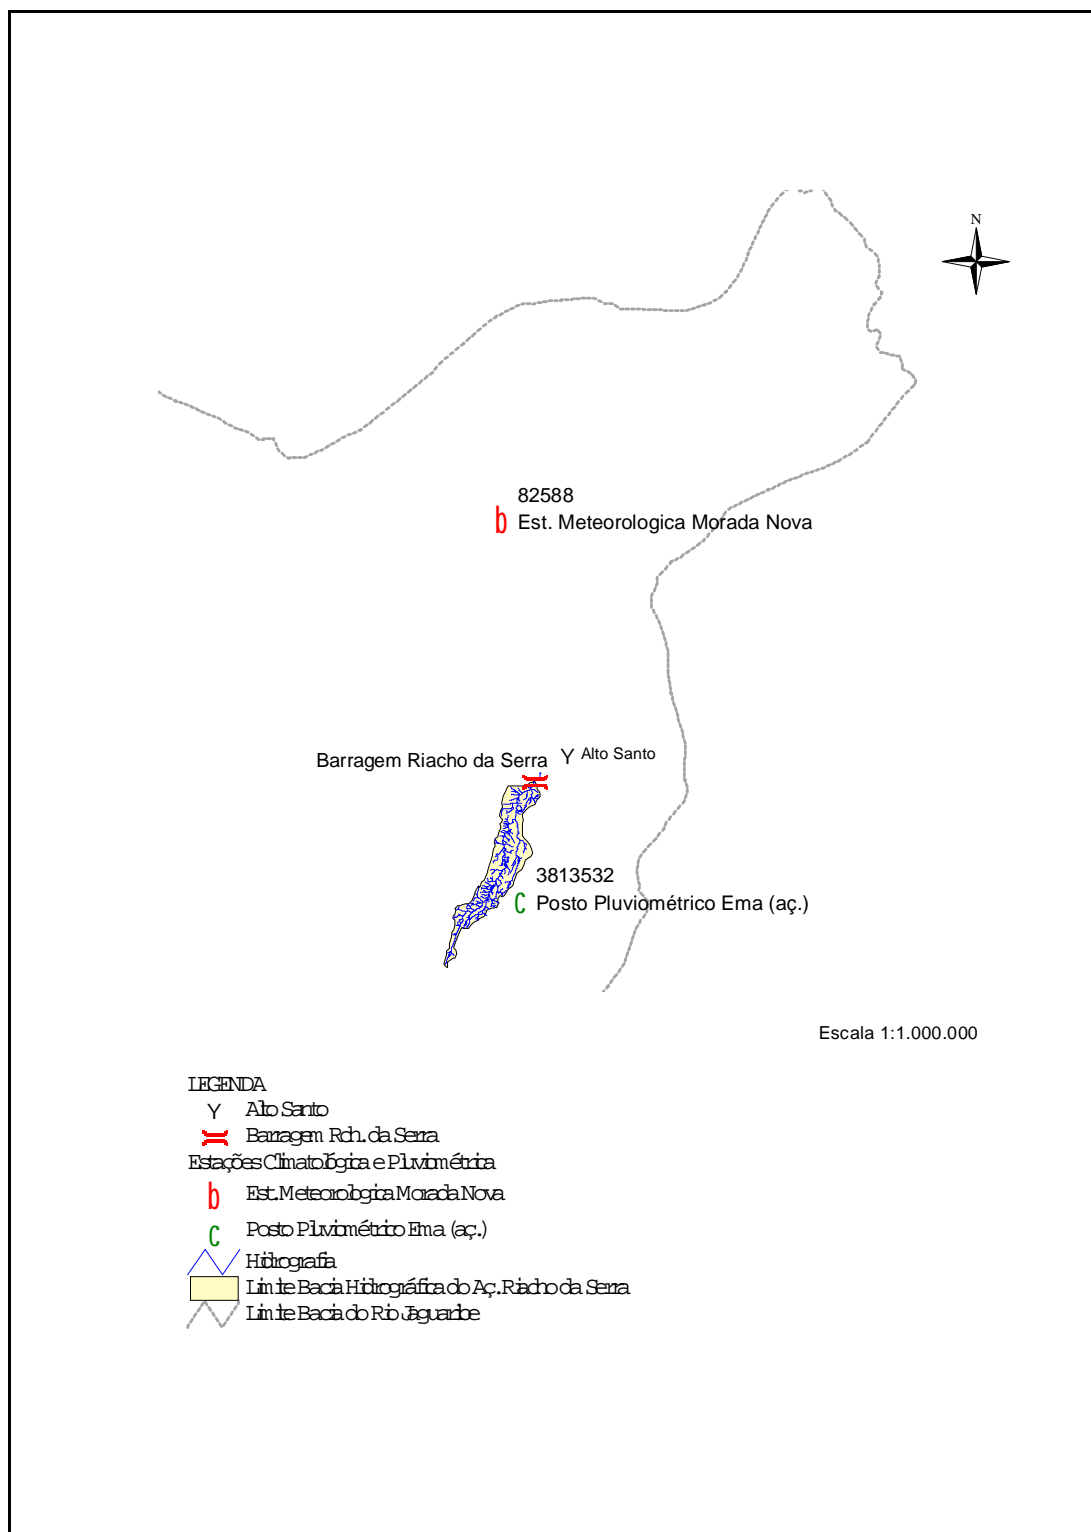 N
82588
b Est. Meteorologica Morada Nova
Barragem Riacho da Serra Y Alto Santo
3813532
C Posto Pluviométrico Ema (aç.)
Escala 1:1.000.000
LEGENDA
Y Alto Santo
Barragem Rch. da Serra
Estações Climatológica e Pluviométrica
b Est. Meteorologica Morada Nova
C Posto Pluviométrico Ema (aç.)
Hidrografia
Limite Bacia Hidrográfica do Aç. Riacho da Serra
Limite Bacia do Rio Jaguaribe